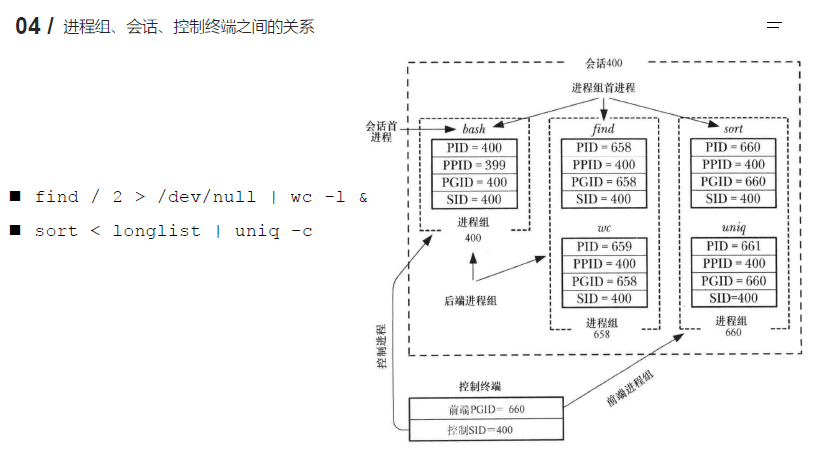 04 / 进程组、会话、控制终端之间的关系
find / 2 > /dev/null | wc -l &
sort < longlist | uniq -c
会话400
进程组首进程
会话首
进程
bash
PID = 400
PPID = 399
PGID = 400
SID = 400
进程组
400
find
PID = 658
PPID = 400
PGID = 658
SID = 400
wc
PID = 659
PPID = 400
PGID = 658
SID = 400
进程组
658
sort
PID = 660
PPID = 400
PGID = 660
SID = 400
uniq
PID = 661
PPID = 400
PGID = 660
SID=400
进程组
660
后端进程组
控制进程
前端进程组
控制终端
前端PGID= 660
控制SID=400